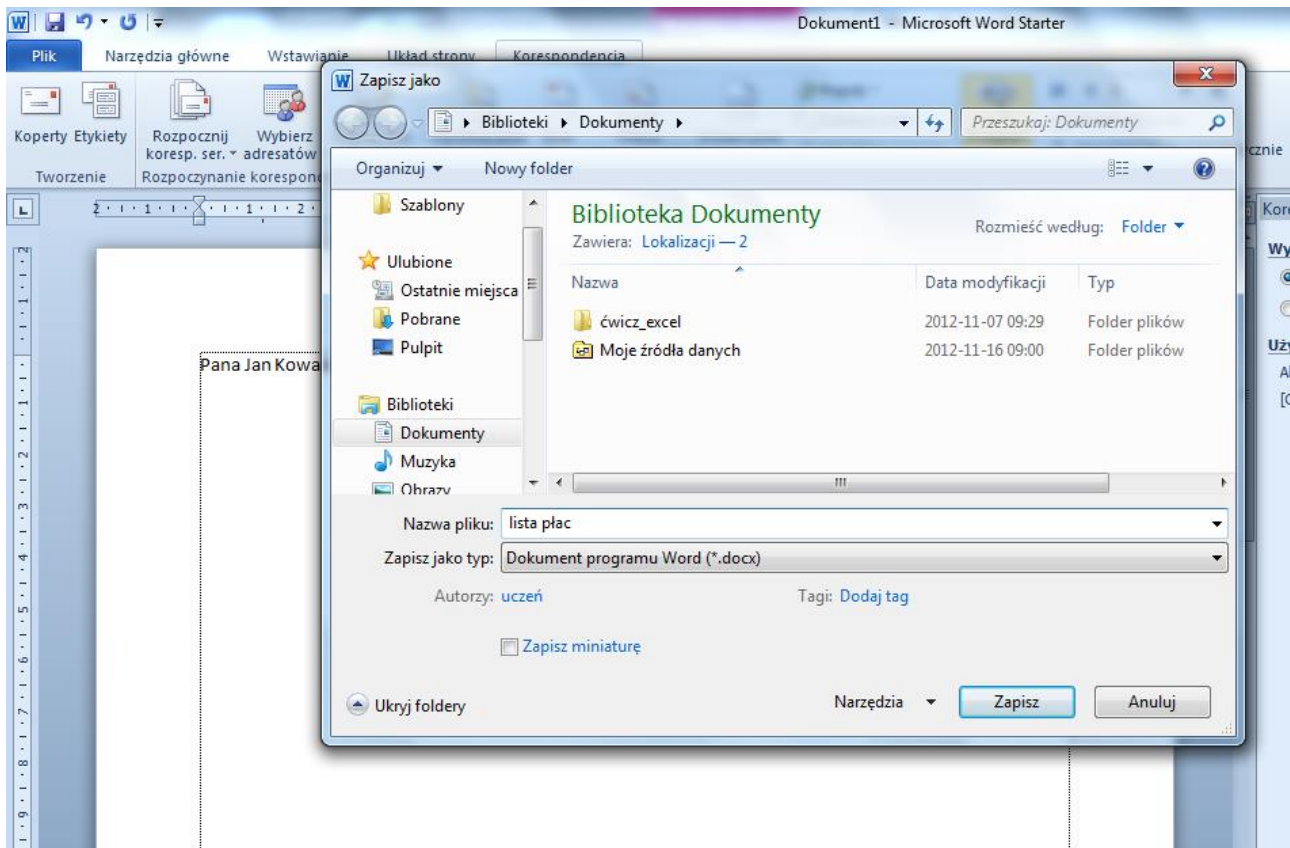 Dokument1 - Microsoft Word Starter
Plik Narzędzia główne Wstawianie Układ strony Korespondencja
Koperty Etykiety Rozpocznij koresp. ser. Wybierz adresatów
Tworzenie Rozpoczynanie
Zapisz jako
Biblioteki Dokumenty Przeszukaj: Dokumenty
Organizuj Nowy folder
Szablony
Ulubione
Ostatnie miejsca
Pobrane
Pulpit
Biblioteki
Dokumenty
Muzyka
Obrazy
Biblioteka Dokumenty
Zawiera: Lokalizacji — 2
Rozmieść według: Folder
Nazwa Data modyfikacji Typ
ćwicz_excel 2012-11-07 09:29 Folder plików
Moje źródła danych 2012-11-16 09:00 Folder plików
Nazwa pliku: lista płac
Zapisz jako typ: Dokument programu Word (*.docx)
Autorzy: uczeń Tagi: Dodaj tag
Zapisz miniaturę
Ukryj foldery Narzędzia Zapisz Anuluj
Pana Jan Kowa